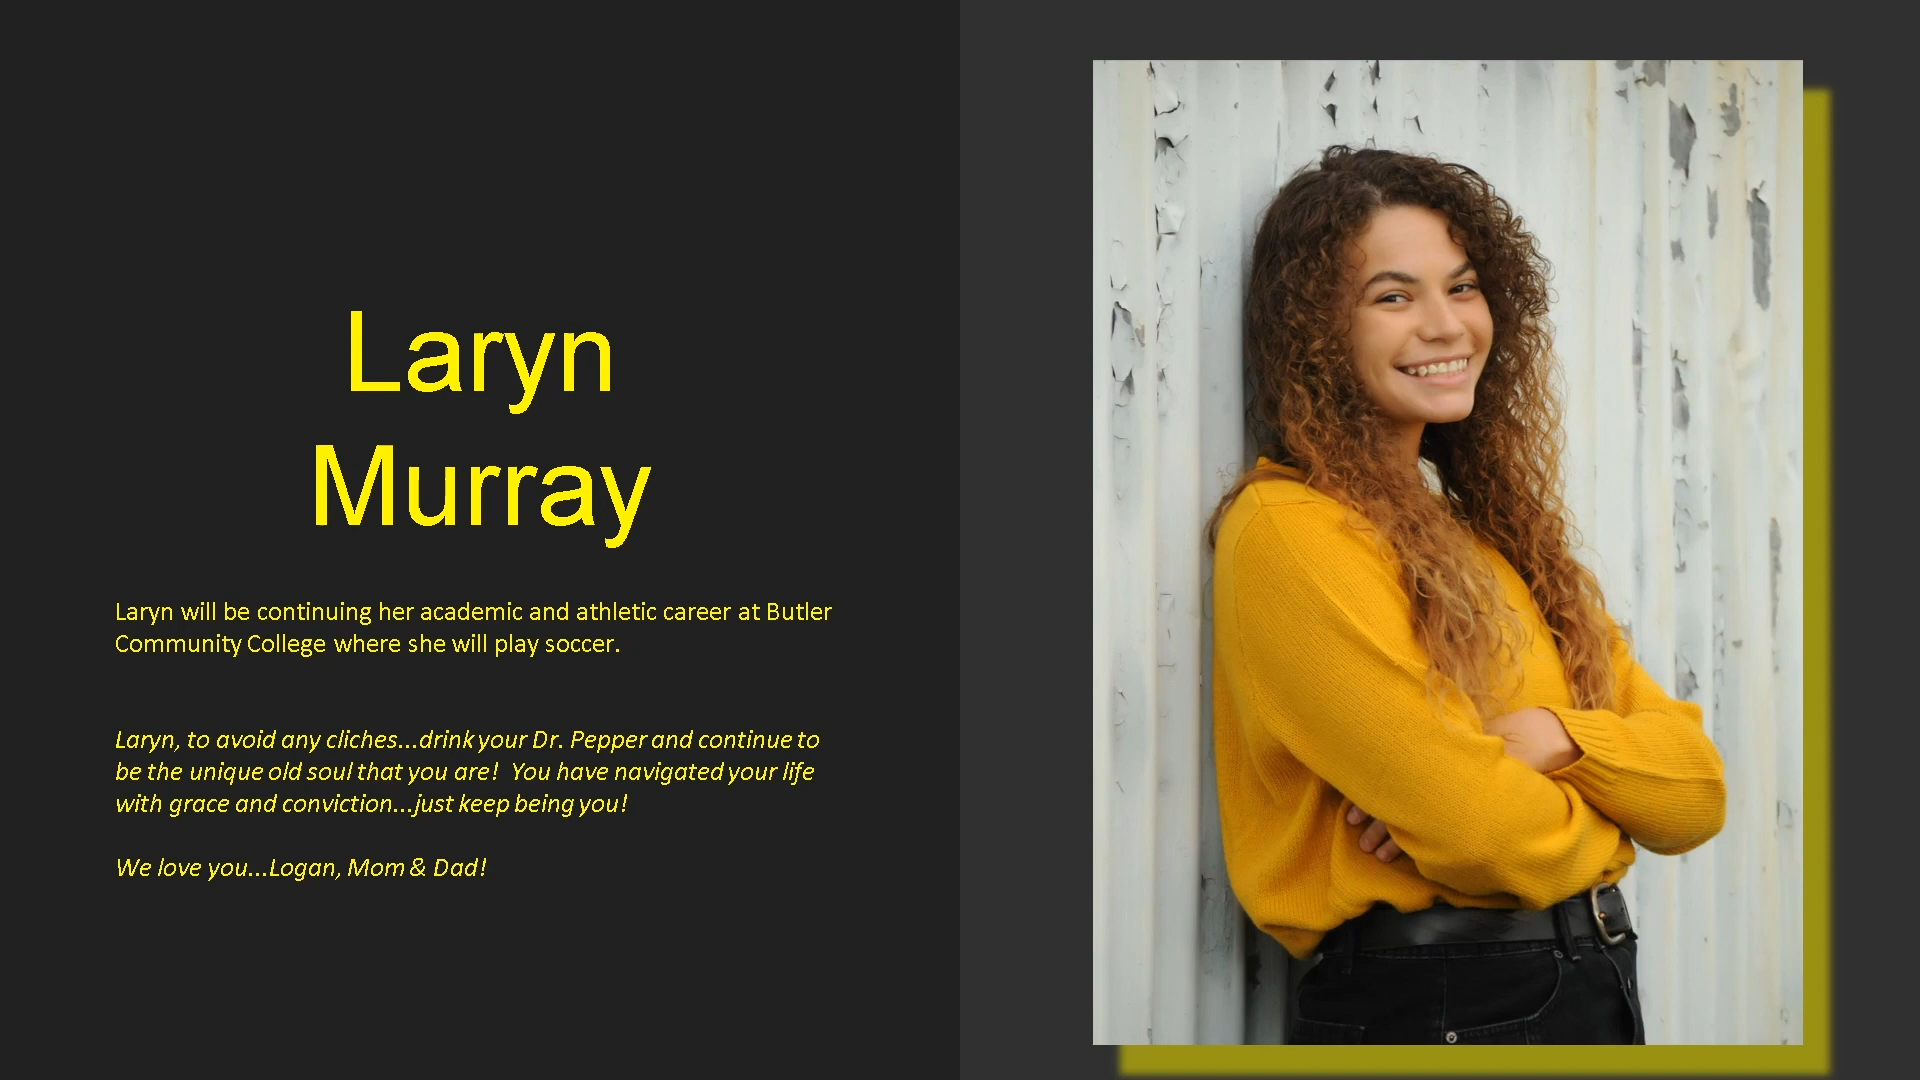 Laryn
Murray
Laryn will be continuing her academic and athletic career at Butler
Community College where she will play soccer.
Laryn, to avoid any cliches...drink your Dr. Pepper and continue to
be the unique old soul that you are!  You have navigated your life
with grace and conviction...just keep being you!
We love you...Logan, Mom & Dad!